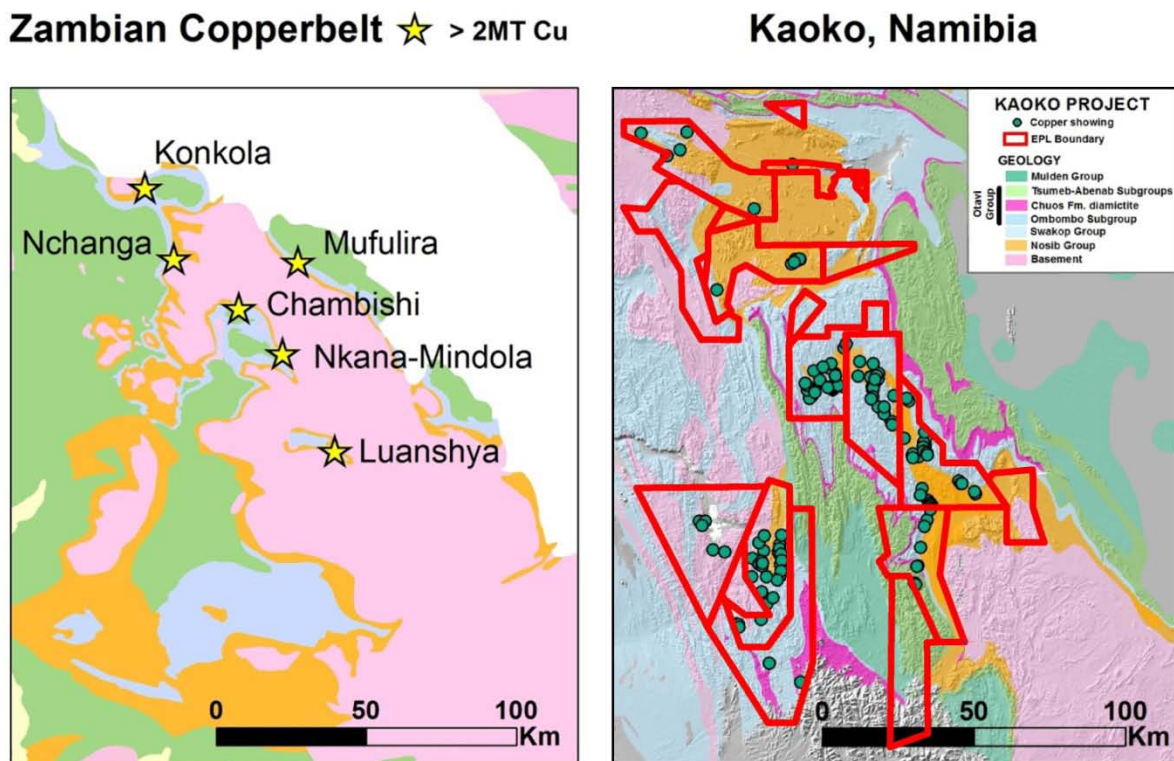 Zambian Copperbelt > 2MT Cu
Konkola
Nchanga
Mufulira
Chambishi
Nkana-Mindola
Luanshya
0 50 100
Km
Kaoko, Namibia
KAOKO PROJECT
Copper showing
EPL Boundary
GEOLOGY
Mulden Group
Tsumeb-Abenab Subgroups
Chuos Fm. diamictite
Ombombo Subgroup
Swakop Group
Nosib Group
Basement
Otavi
Group
0 50 100
Km